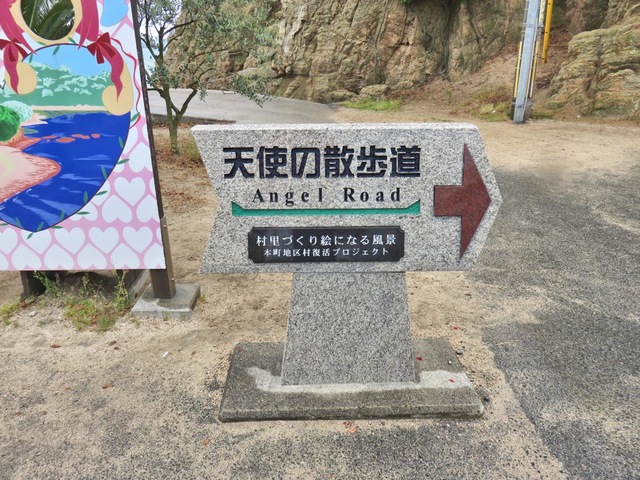 天使の散歩道
Angel Road
村里づくり絵になる風景
本町地区村復活プロジェクト